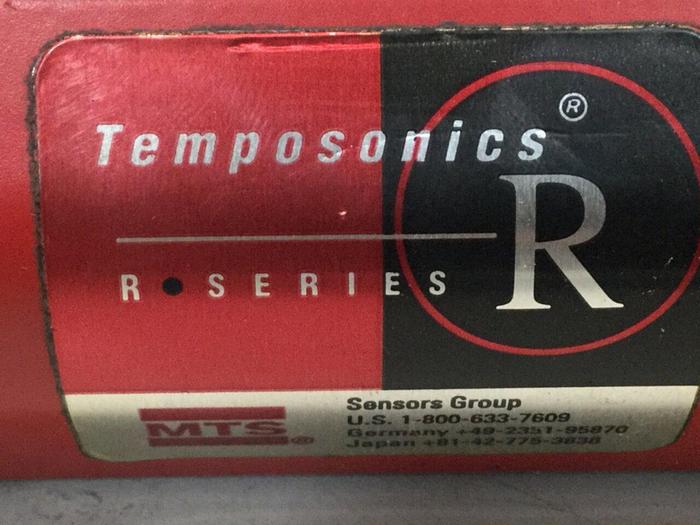 Temposonics®
R
R•SERIES
MTS®
Sensors Group
U.S. 1-800-633-7609
Germany +49-2351-95870
Japan +81-42-775-3838